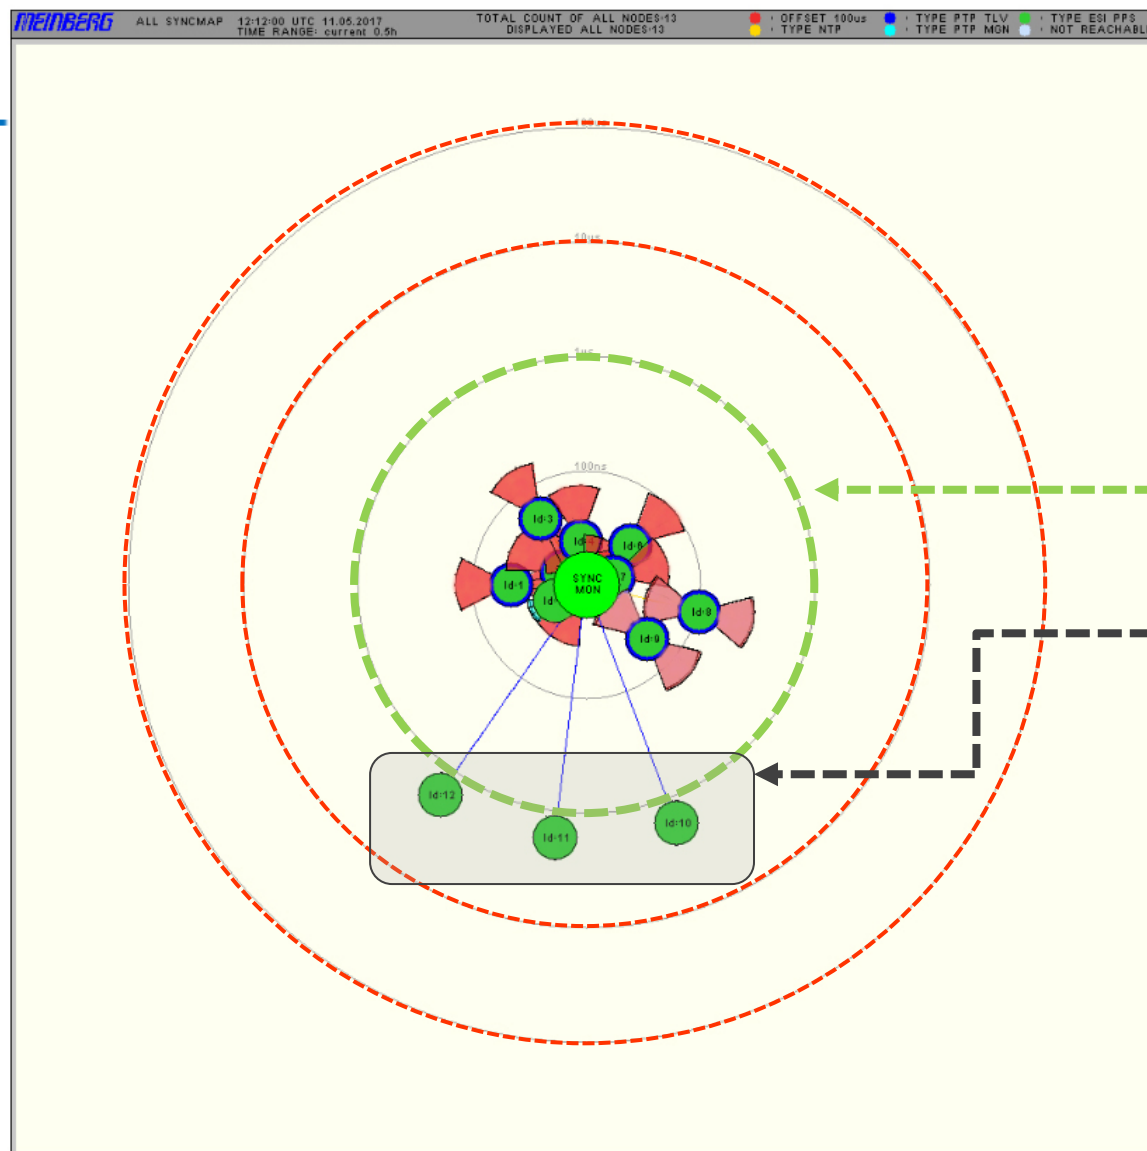 MEINBERG
ALL SYNCMAP
12:12:00 UTC 11.05.2017
TIME RANGE: current 0.5h
TOTAL COUNT OF ALL NODES:13
DISPLAYED ALL NODES:13
: OFFSET 100us
: TYPE NTP
: TYPE PTP TLV
: TYPE PTP MGN
: TYPE ESI PPS
: NOT REACHABLE
10us
1us
100ns
Id:3
Id:6
Id:1
SYNC
MON
7
Id:8
Id:9
Id:12
Id:11
Id:10